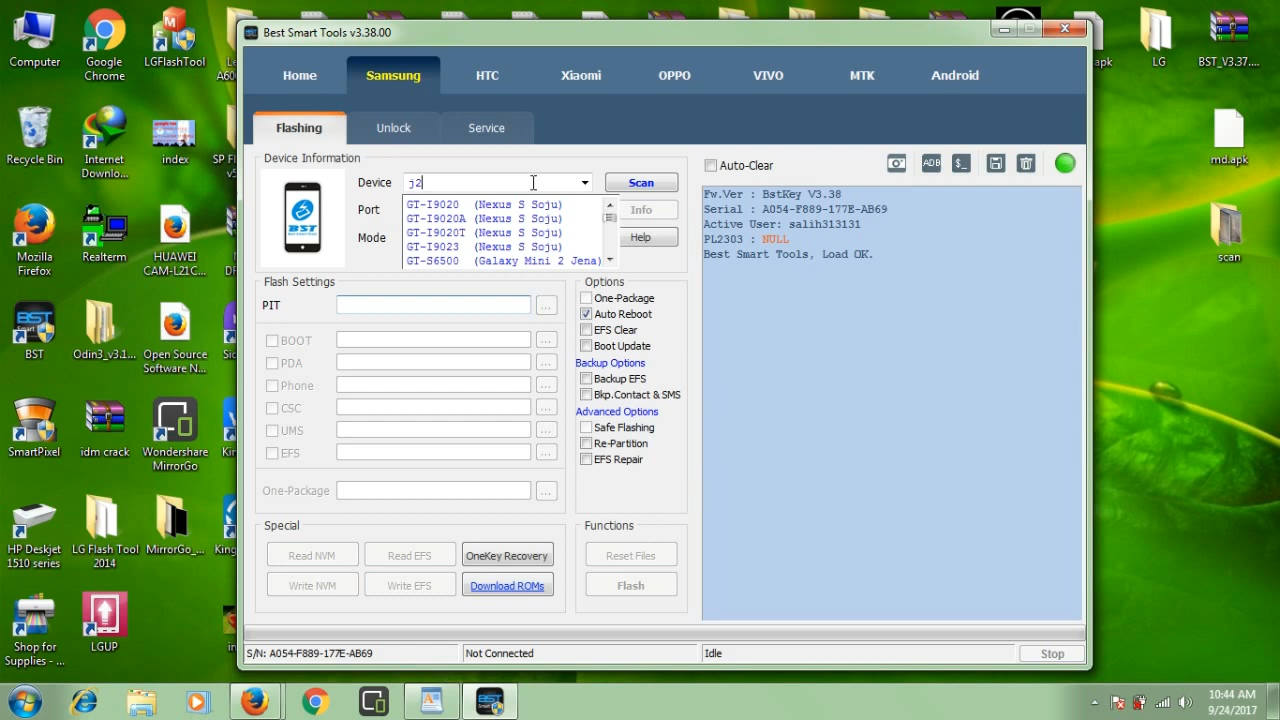 Computer
Google
Chrome
LGFlashTool
Recycle Bin
Internet
Downlo...
index
Mozilla
Firefox
Realterm
HUAWEI
CAM-L21C...
BST
Odin3_v3.1...
Open Source
Software N...
SmartPixel
idm crack
Wondershare
MirrorGo
HP Deskjet
1510 series
LG Flash Tool
2014
MirrorGo_...
Shop for
Supplies - ...
LGUP
LG
BST_V3.37....
md.apk
scan
Best Smart Tools v3.38.00
Home
Samsung
HTC
Xiaomi
OPPO
VIVO
MTK
Android
Flashing
Unlock
Service
Device Information
BST
Device
j2
Scan
Port
Info
Mode
Help
GT-I9020 (Nexus S Soju)
GT-I9020A (Nexus S Soju)
GT-I9020T (Nexus S Soju)
GT-I9023 (Nexus S Soju)
GT-S6500 (Galaxy Mini 2 Jena)
Flash Settings
PIT
...
BOOT
...
PDA
...
Phone
...
CSC
...
UMS
...
EFS
...
One-Package
...
Options
One-Package
Auto Reboot
EFS Clear
Boot Update
Backup Options
Backup EFS
Bkp.Contact & SMS
Advanced Options
Safe Flashing
Re-Partition
EFS Repair
Special
Read NVM
Read EFS
OneKey Recovery
Write NVM
Write EFS
Download ROMs
Functions
Reset Files
Flash
Auto-Clear
ADB
$_
Fw.Ver : BstKey V3.38
Serial : A054-F889-177E-AB69
Active User: salih313131
PL2303 : NULL
Best Smart Tools, Load OK.
S/N: A054-F889-177E-AB69
Not Connected
Idle
Stop
10:44 AM
9/24/2017